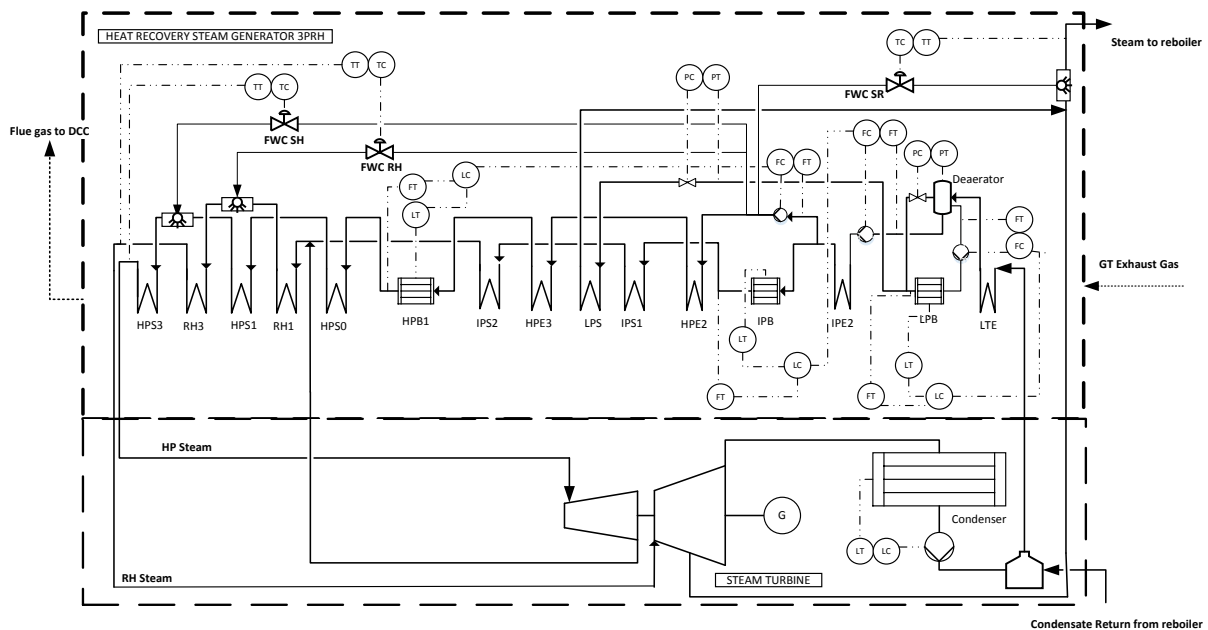 HEAT RECOVERY STEAM GENERATOR 3PRH
TC TT
Steam to reboiler
TT TC
PC PT
TT TC
FWC SR
Flue gas to DCC
FWC SH
FC FT
FWC RH
FC FT
PC PT
LC
FT
Deaerator
LT
FT
FC
GT Exhaust Gas
HPS3 RH3 HPS1 RH1 HPS0 HPB1 IPS2 HPE3 LPS IPS1 HPE2 IPB IPE2 LPB LTE
LT
LC
LT
FT
FT
LC
HP Steam
G
Condenser
LT LC
RH Steam
STEAM TURBINE
Condensate Return from reboiler